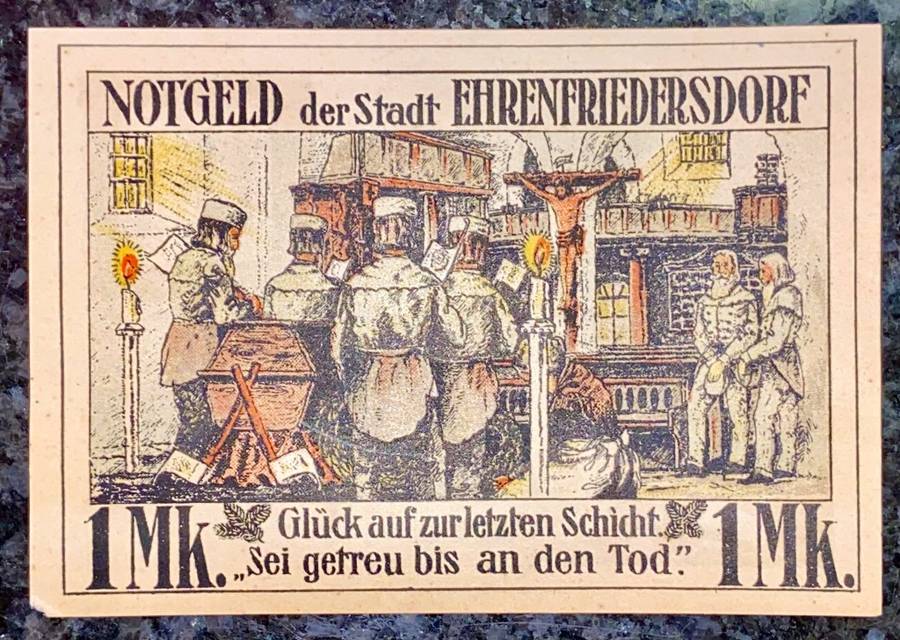 NOTGELD der Stadt EHRENFRIEDERSDORF
1 Mk. Glück auf zur letzten Schicht. 1 Mk.
„Sei getreu bis an den Tod.”